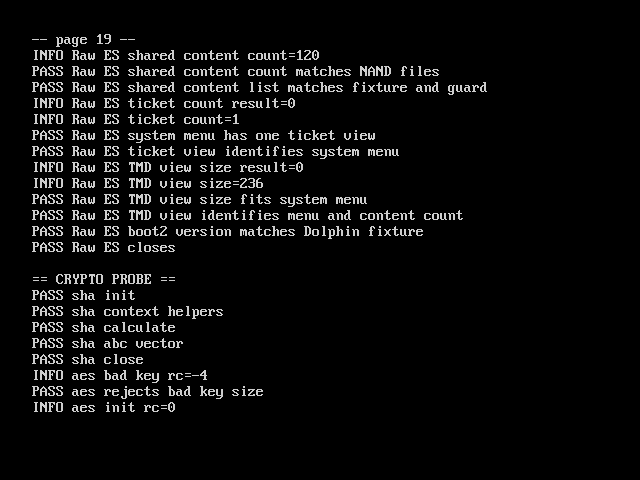 -- page 19 --
INFO Raw ES shared content count=120
PASS Raw ES shared content count matches NAND files
PASS Raw ES shared content list matches fixture and guard
INFO Raw ES ticket count result=0
INFO Raw ES ticket count=1
PASS Raw ES system menu has one ticket view
PASS Raw ES ticket view identifies system menu
INFO Raw ES TMD view size result=0
INFO Raw ES TMD view size=236
PASS Raw ES TMD view size fits system menu
PASS Raw ES TMD view identifies menu and content count
PASS Raw ES boot2 version matches Dolphin fixture
PASS Raw ES closes
== CRYPTO PROBE ==
PASS sha init
PASS sha context helpers
PASS sha calculate
PASS sha abc vector
PASS sha close
INFO aes bad key rc=-4
PASS aes rejects bad key size
INFO aes init rc=0